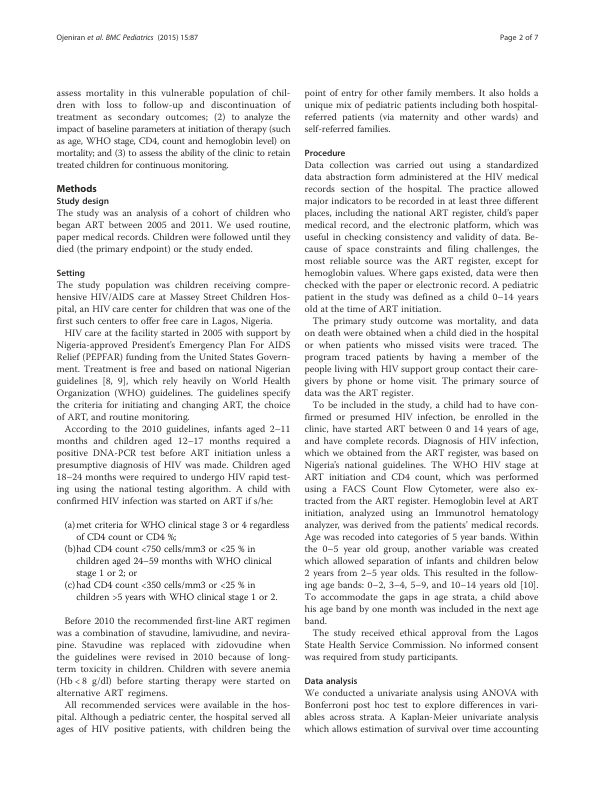 Ojeniran et al. BMC Pediatrics (2015) 15:87
Page 2 of 7
assess mortality in this vulnerable population of chil-
dren with loss to follow-up and discontinuation of
treatment as secondary outcomes; (2) to analyze the
impact of baseline parameters at initiation of therapy (such
as age, WHO stage, CD4, count and hemoglobin level) on
mortality; and (3) to assess the ability of the clinic to retain
treated children for continuous monitoring.
Methods
Study design
The study was an analysis of a cohort of children who
began ART between 2005 and 2011. We used routine,
paper medical records. Children were followed until they
died (the primary endpoint) or the study ended.
Setting
The study population was children receiving compre-
hensive HIV/AIDS care at Massey Street Children Hos-
pital, an HIV care center for children that was one of the
first such centers to offer free care in Lagos, Nigeria.
HIV care at the facility started in 2005 with support by
Nigeria-approved President's Emergency Plan For AIDS
Relief (PEPFAR) funding from the United States Govern-
ment. Treatment is free and based on national Nigerian
guidelines [8, 9], which rely heavily on World Health
Organization (WHO) guidelines. The guidelines specify
the criteria for initiating and changing ART, the choice
of ART, and routine monitoring.
According to the 2010 guidelines, infants aged 2–11
months and children aged 12–17 months required a
positive DNA-PCR test before ART initiation unless a
presumptive diagnosis of HIV was made. Children aged
18–24 months were required to undergo HIV rapid test-
ing using the national testing algorithm. A child with
confirmed HIV infection was started on ART if s/he:
(a) met criteria for WHO clinical stage 3 or 4 regardless
of CD4 count or CD4 %;
(b) had CD4 count <750 cells/mm3 or <25 % in
children aged 24–59 months with WHO clinical
stage 1 or 2; or
(c) had CD4 count <350 cells/mm3 or <25 % in
children >5 years with WHO clinical stage 1 or 2.
Before 2010 the recommended first-line ART regimen
was a combination of stavudine, lamivudine, and nevira-
pine. Stavudine was replaced with zidovudine when
the guidelines were revised in 2010 because of long-
term toxicity in children. Children with severe anemia
(Hb < 8 g/dl) before starting therapy were started on
alternative ART regimens.
All recommended services were available in the hos-
pital. Although a pediatric center, the hospital served all
ages of HIV positive patients, with children being the
point of entry for other family members. It also holds a
unique mix of pediatric patients including both hospital-
referred patients (via maternity and other wards) and
self-referred families.
Procedure
Data collection was carried out using a standardized
data abstraction form administered at the HIV medical
records section of the hospital. The practice allowed
major indicators to be recorded in at least three different
places, including the national ART register, child's paper
medical record, and the electronic platform, which was
useful in checking consistency and validity of data. Be-
cause of space constraints and filing challenges, the
most reliable source was the ART register, except for
hemoglobin values. Where gaps existed, data were then
checked with the paper or electronic record. A pediatric
patient in the study was defined as a child 0–14 years
old at the time of ART initiation.
The primary study outcome was mortality, and data
on death were obtained when a child died in the hospital
or when patients who missed visits were traced. The
program traced patients by having a member of the
people living with HIV support group contact their care-
givers by phone or home visit. The primary source of
data was the ART register.
To be included in the study, a child had to have con-
firmed or presumed HIV infection, be enrolled in the
clinic, have started ART between 0 and 14 years of age,
and have complete records. Diagnosis of HIV infection,
which we obtained from the ART register, was based on
Nigeria's national guidelines. The WHO HIV stage at
ART initiation and CD4 count, which was performed
using a FACS Count Flow Cytometer, were also ex-
tracted from the ART register. Hemoglobin level at ART
initiation, analyzed using an Immunotrol hematology
analyzer, was derived from the patients' medical records.
Age was recoded into categories of 5 year bands. Within
the 0–5 year old group, another variable was created
which allowed separation of infants and children below
2 years from 2–5 year olds. This resulted in the follow-
ing age bands: 0–2, 3–4, 5–9, and 10–14 years old [10].
To accommodate the gaps in age strata, a child above
his age band by one month was included in the next age
band.
The study received ethical approval from the Lagos
State Health Service Commission. No informed consent
was required from study participants.
Data analysis
We conducted a univariate analysis using ANOVA with
Bonferroni post hoc test to explore differences in vari-
ables across strata. A Kaplan-Meier univariate analysis
which allows estimation of survival over time accounting